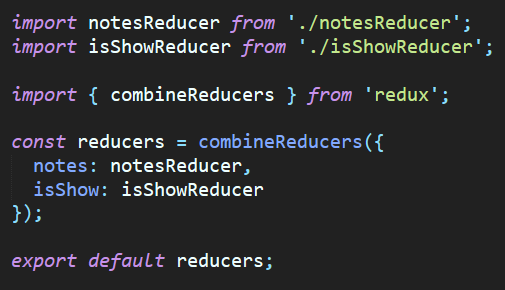 import notesReducer from './notesReducer';
import isShowReducer from './isShowReducer';
import { combineReducers } from 'redux';
const reducers = combineReducers({
  notes: notesReducer,
  isShow: isShowReducer
});
export default reducers;